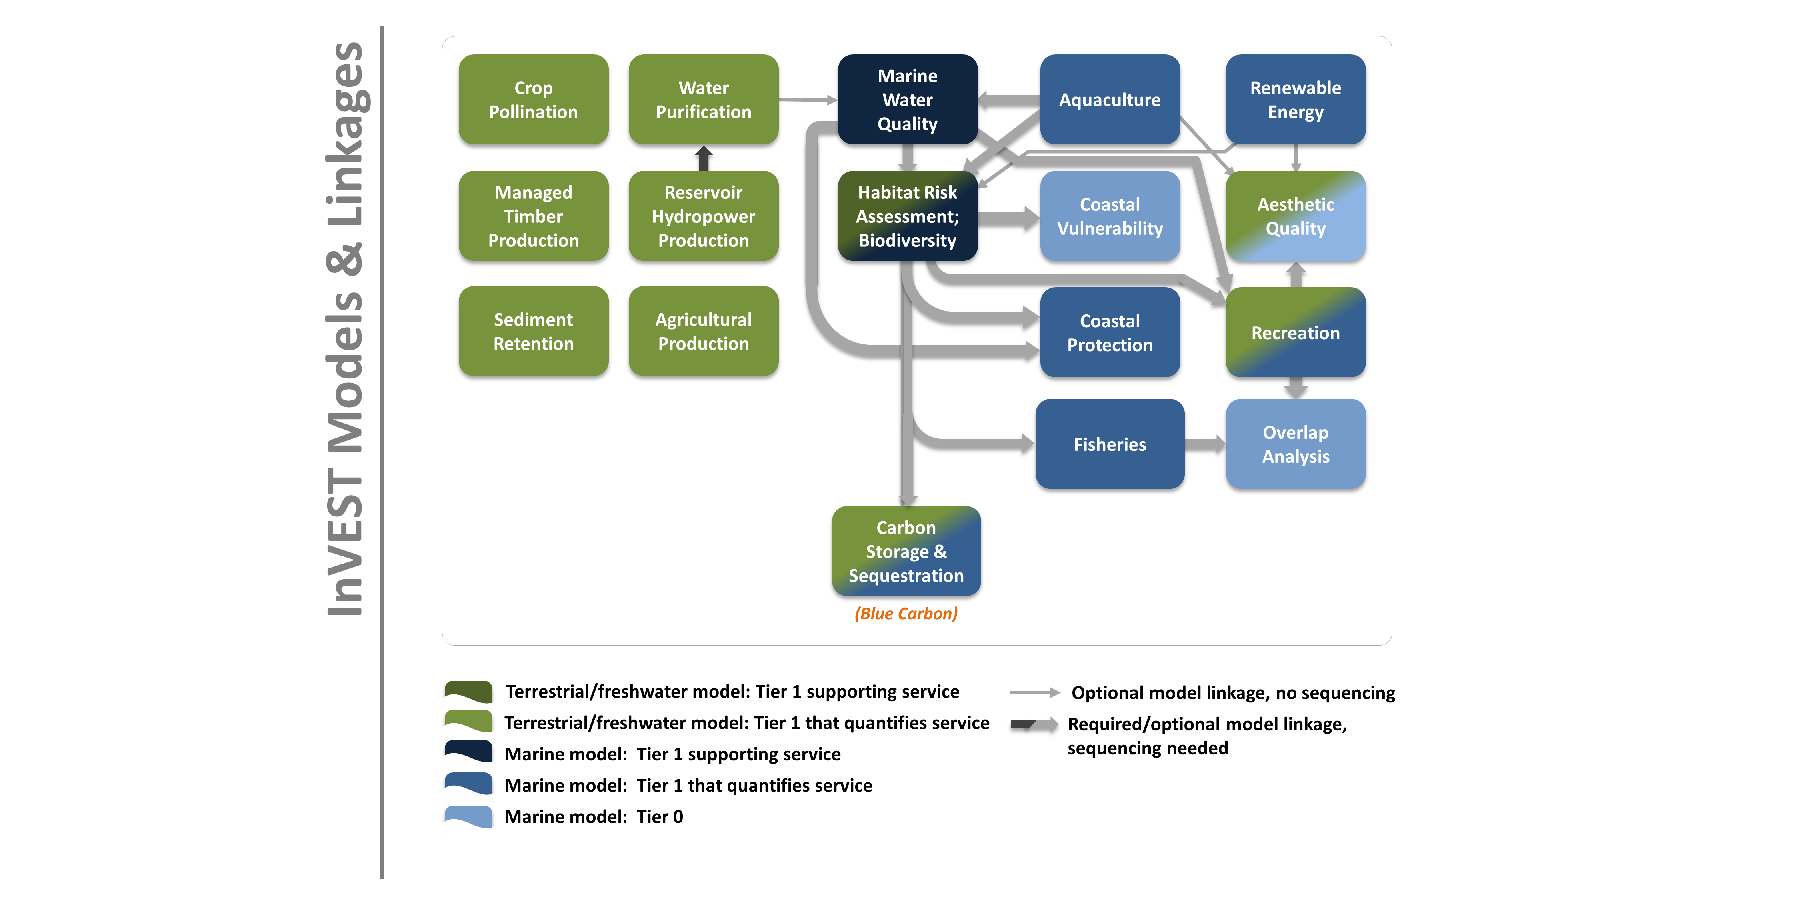 InVEST Models & Linkages
Crop
Pollination
Water
Purification
Marine
Water
Quality
Aquaculture
Renewable
Energy
Managed
Timber
Production
Reservoir
Hydropower
Production
Habitat Risk
Assessment;
Biodiversity
Coastal
Vulnerability
Aesthetic
Quality
Sediment
Retention
Agricultural
Production
Coastal
Protection
Recreation
Fisheries
Overlap
Analysis
Carbon
Storage &
Sequestration
(Blue Carbon)
Terrestrial/freshwater model: Tier 1 supporting service
Terrestrial/freshwater model: Tier 1 that quantifies service
Marine model: Tier 1 supporting service
Marine model: Tier 1 that quantifies service
Marine model: Tier 0
Optional model linkage, no sequencing
Required/optional model linkage,
sequencing needed